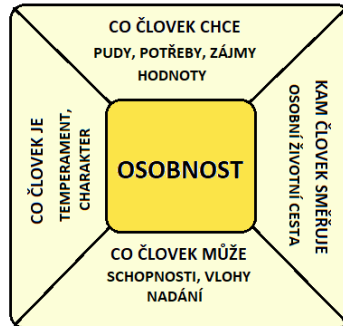 CO ČLOVEK CHCE
PUDY, POTŘEBY, ZÁJMY
HODNOTY
CO ČLOVEK JE
TEMPERAMENT,
CHARAKTER
OSOBNOST
KAM ČLOVEK SMĚŘUJE
OSOBNÍ ŽIVOTNÍ CESTA
CO ČLOVEK MŮŽE
SCHOPNOSTI, VLOHY
NADÁNÍ